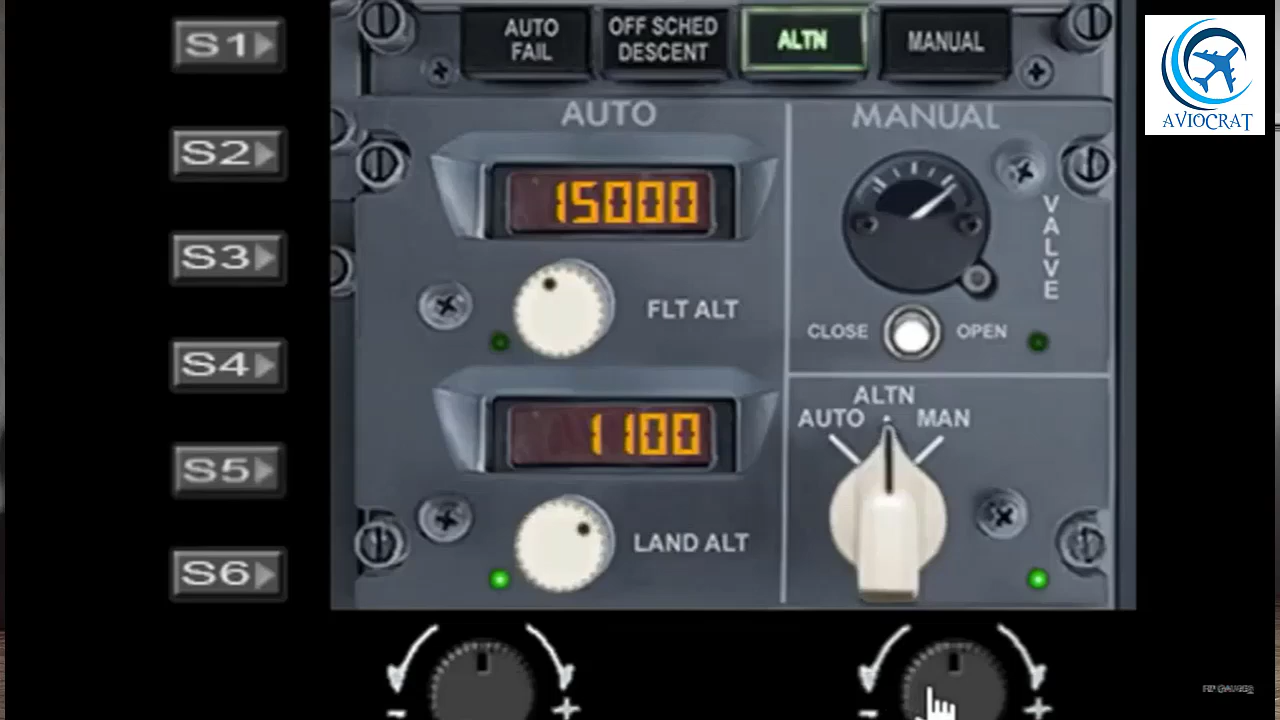 S1
S2
S3
S4
S5
S6
AUTO
FAIL
OFF SCHED
DESCENT
ALTN
MANUAL
AUTO
15000
FLT ALT
1100
LAND ALT
MANUAL
VALVE
CLOSE
OPEN
ALTN
AUTO
MAN
- +
- +
AVIOCRAT